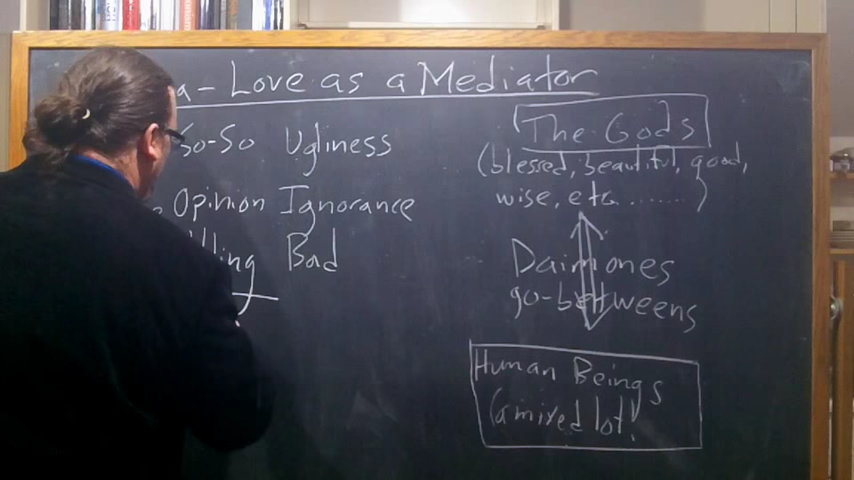 a - Love as a Mediator
So-So Ugliness
Opinion Ignorance
lling Bad
The Gods
(blessed, beautiful, good,
wise, etc........)
Daimones
go-betweens
Human Beings
(a mixed lot!